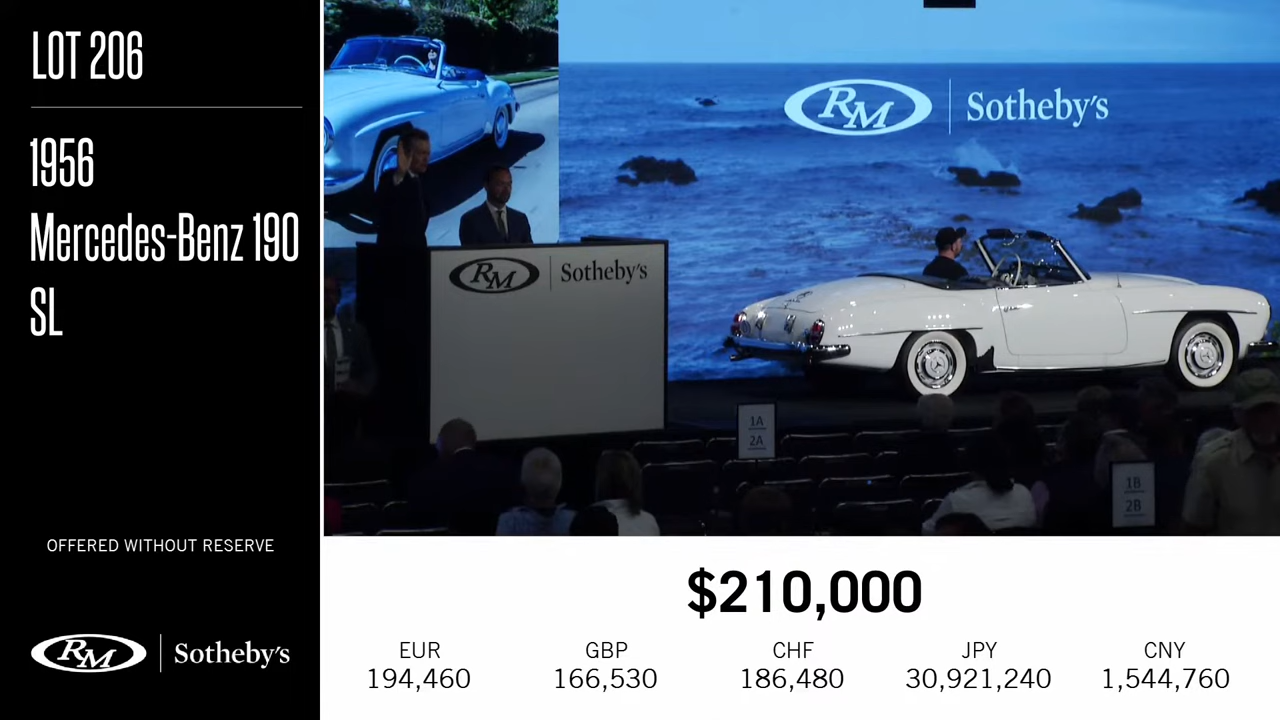 LOT 206
1956
Mercedes-Benz 190
SL
OFFERED WITHOUT RESERVE
RM Sotheby's
RM Sotheby's
RM Sotheby's
1A
2A
1B
2B
$210,000
EUR GBP CHF JPY CNY
194,460 166,530 186,480 30,921,240 1,544,760